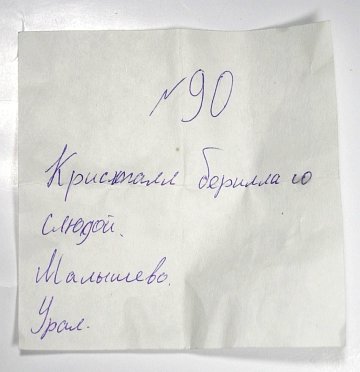 №90
Кристалл берилла со
слюдой.
Малышево.
Урал.